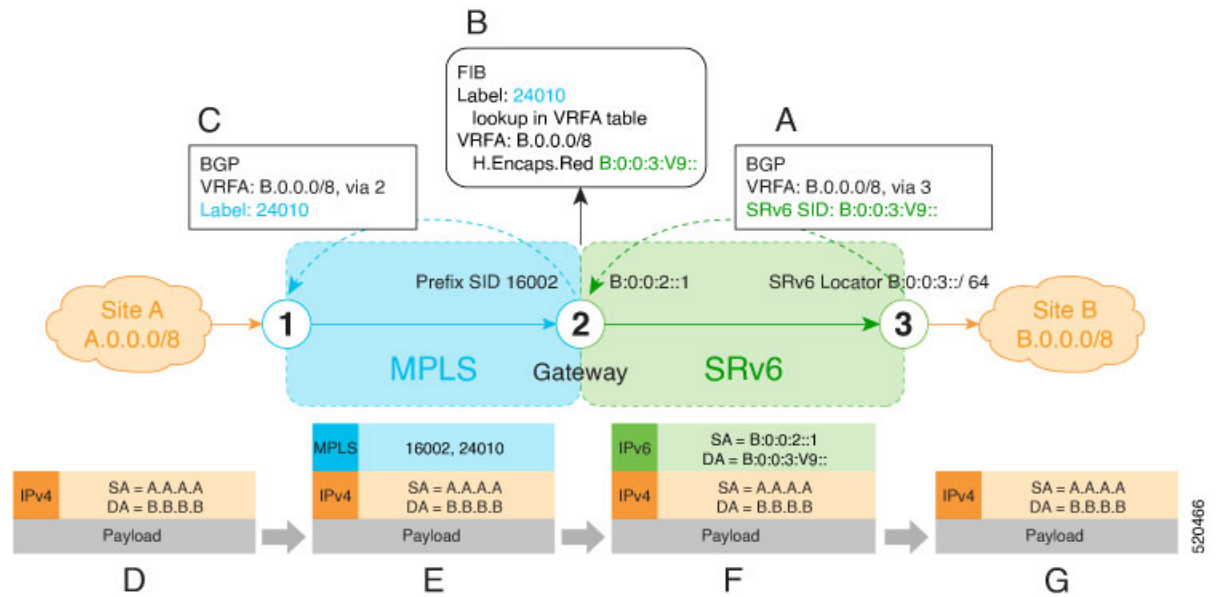 B
FIB
Label: 24010
lookup in VRFA table
VRFA: B.0.0.0/8
H.Encaps.Red B:0:0:3:V9::
C
BGP
VRFA: B.0.0.0/8, via 2
Label: 24010
A
BGP
VRFA: B.0.0.0/8, via 3
SRv6 SID: B:0:0:3:V9::
Prefix SID 16002
B:0:0:2::1
SRv6 Locator B:0:0:3::/ 64
Site A
A.0.0.0/8
1
2
3
Site B
B.0.0.0/8
MPLS
Gateway
SRv6
IPv4
SA = A.A.A.A
DA = B.B.B.B
Payload
D
MPLS
16002, 24010
IPv4
SA = A.A.A.A
DA = B.B.B.B
Payload
E
IPv6
SA = B:0:0:2::1
DA = B:0:0:3:V9::
IPv4
SA = A.A.A.A
DA = B.B.B.B
Payload
F
IPv4
SA = A.A.A.A
DA = B.B.B.B
Payload
G
520466